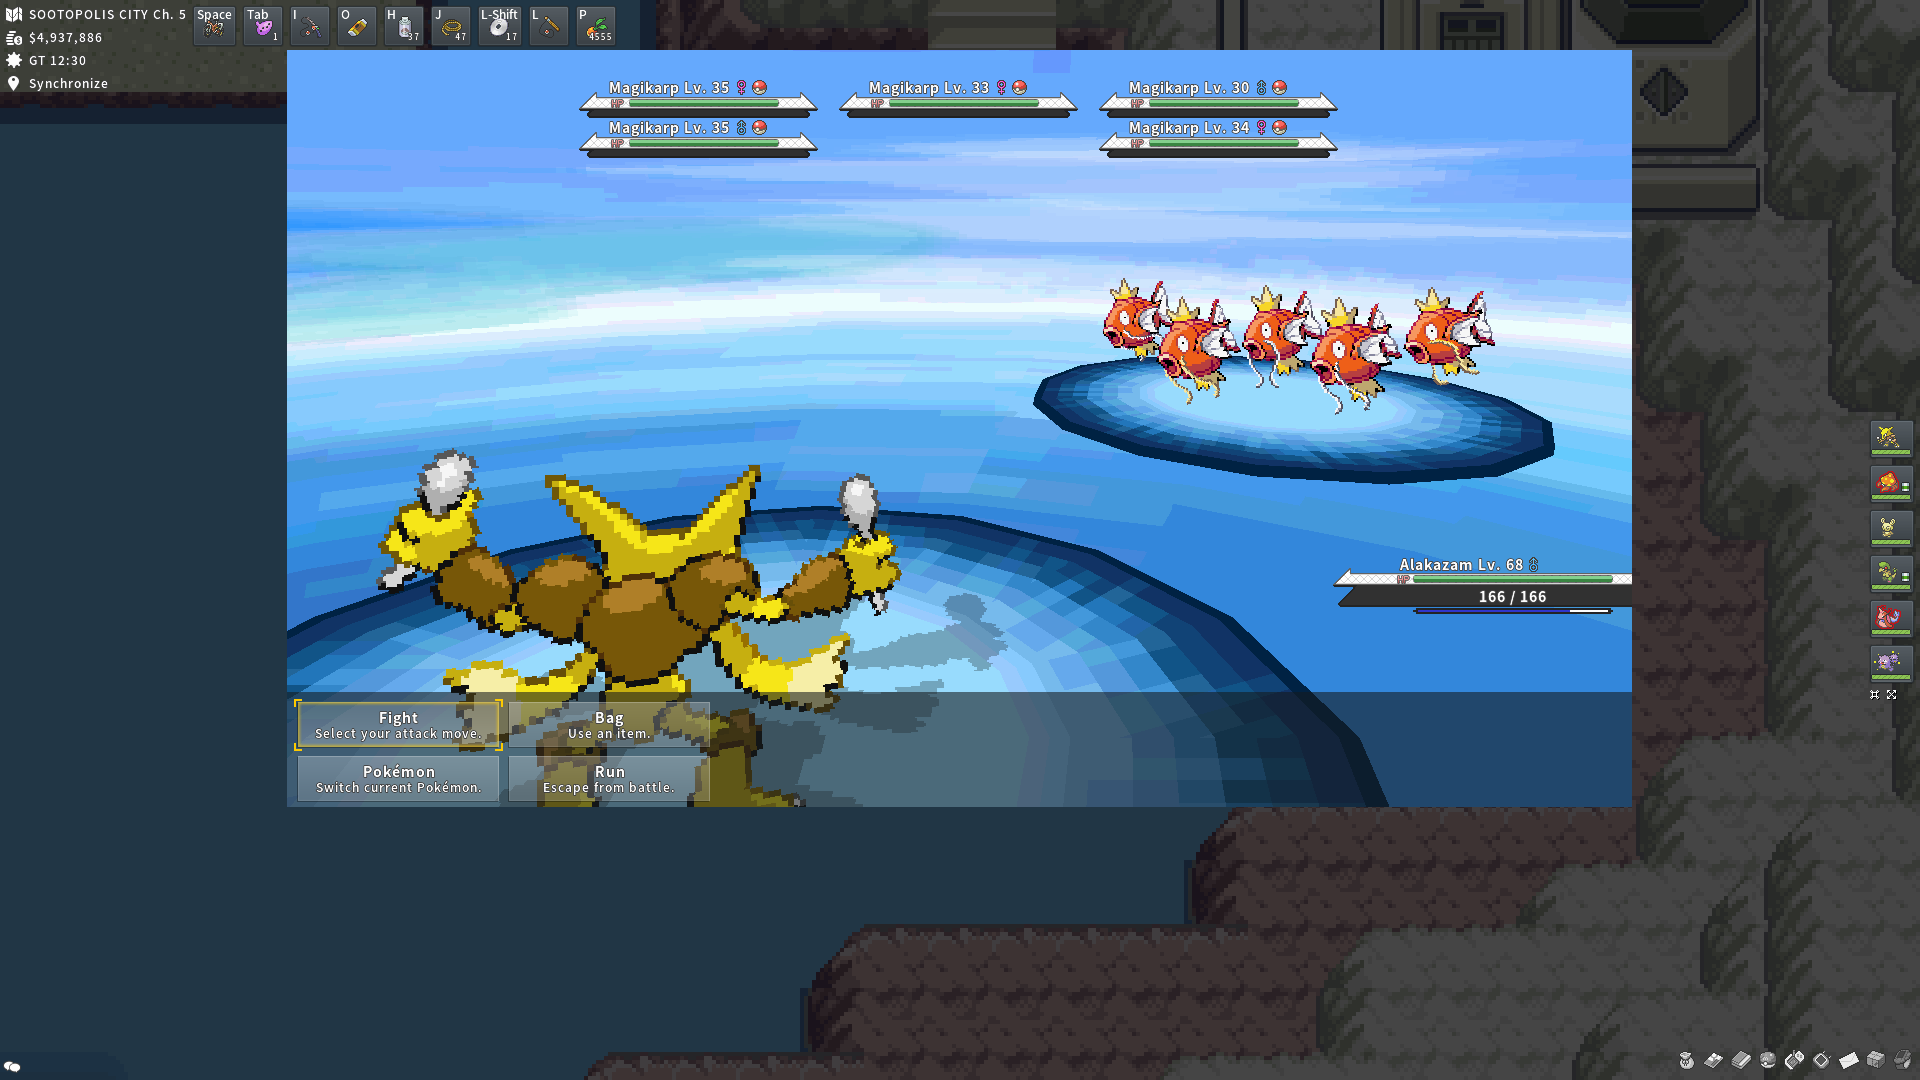 SOOTOPOLIS CITY Ch. 5
$4,937,886
GT 12:30
Synchronize
Space
Tab
1
I
O
H
37
J
47
L-Shift
17
L
P
4555
Magikarp Lv. 35
HP
Magikarp Lv. 33
HP
Magikarp Lv. 30
HP
Magikarp Lv. 35
HP
Magikarp Lv. 34
HP
Alakazam Lv. 68
HP
166 / 166
Fight
Select your attack move.
Bag
Use an item.
Pokémon
Switch current Pokémon.
Run
Escape from battle.